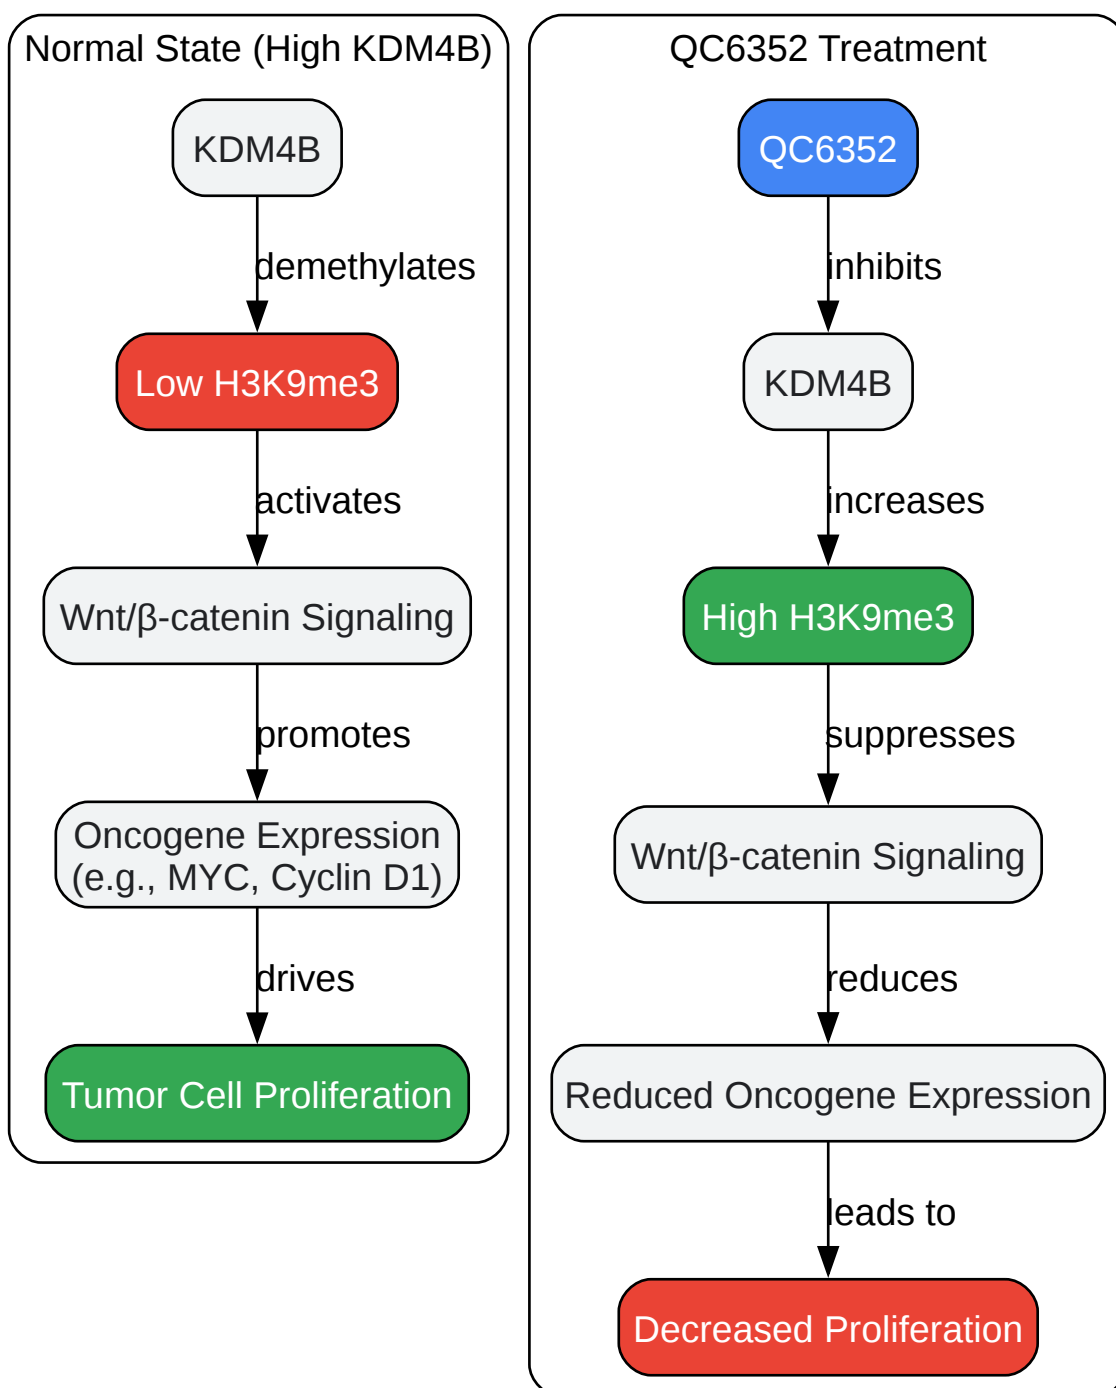 Normal State (High KDM4B)
KDM4B
demethylates
Low H3K9me3
activates
Wnt/β-catenin Signaling
promotes
Oncogene Expression
(e.g., MYC, Cyclin D1)
drives
Tumor Cell Proliferation
QC6352 Treatment
QC6352
inhibits
KDM4B
increases
High H3K9me3
suppresses
Wnt/β-catenin Signaling
reduces
Reduced Oncogene Expression
leads to
Decreased Proliferation